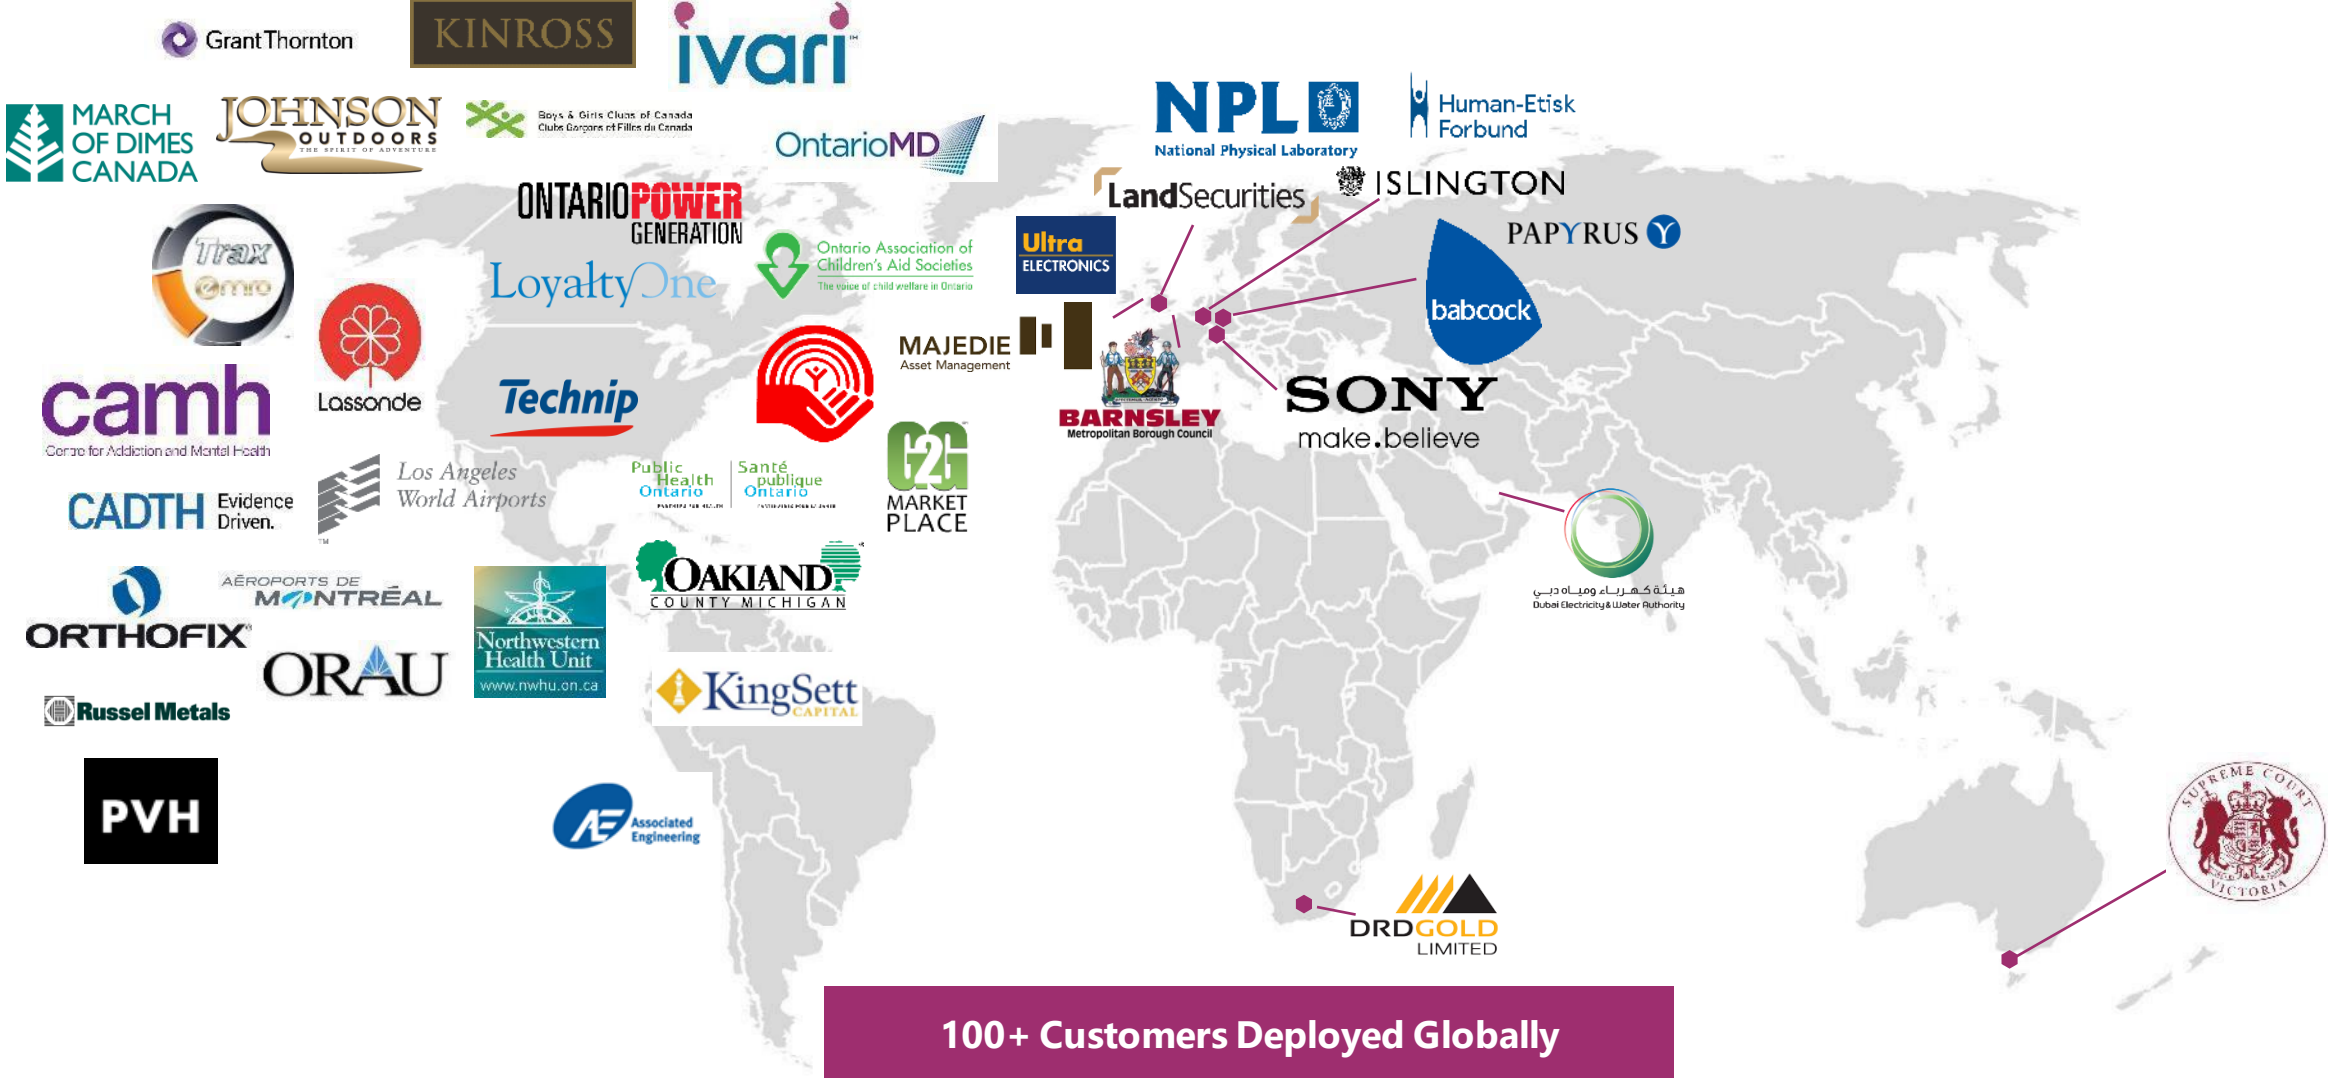 Grant Thornton
KINROSS
ivari
MARCH
OF DIMES
CANADA
JOHNSON
OUTDOORS
THE SPIRIT OF ADVENTURE
Boys & Girls Clubs of Canada
Clubs Garçons et Filles du Canada
OntarioMD
NPL
National Physical Laboratory
Human-Etisk
Forbund
LandSecurities
ISLINGTON
PAPYRUS
ONTARIOPOWER
GENERATION
Trax
emro
LoyaltyOne
Ontario Association of
Children's Aid Societies
The voice of child welfare in Ontario
Ultra
ELECTRONICS
babcock
Lassonde
MAJEDIE
Asset Management
camh
Centre for Addiction and Mental Health
Technip
BARNSLEY
Metropolitan Borough Council
SONY
make.believe
CADTH
Evidence
Driven.
Los Angeles
World Airports
TM
Public
Health
Ontario
Santé
publique
Ontario
G2G
MARKET
PLACE
ORTHOFIX
AÉROPORTS DE
MONTRÉAL
Northwestern
Health Unit
www.nwhu.on.ca
OAKLAND
COUNTY MICHIGAN
هيئة كهرباء ومياه دبي
Dubai Electricity & Water Authority
ORAU
Russel Metals
KingSett
CAPITAL
PVH
AE
Associated
Engineering
SUPREME COURT
VICTORIA
DRDGOLD
LIMITED
100+ Customers Deployed Globally